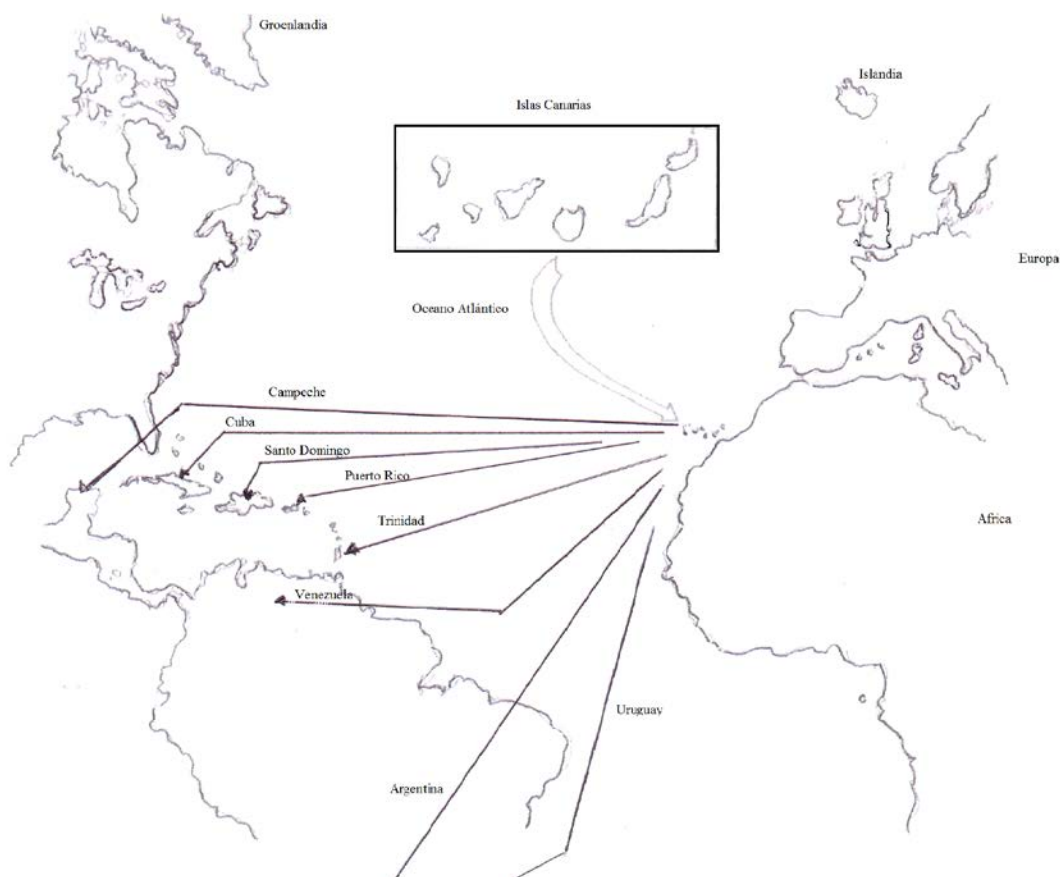 Groenlandia
Islandia
Islas Canarias
Europa
Oceano Atlántico
Campeche
Cuba
Santo Domingo
Puerto Rico
Trinidad
Africa
Venezuela
Uruguay
Argentina